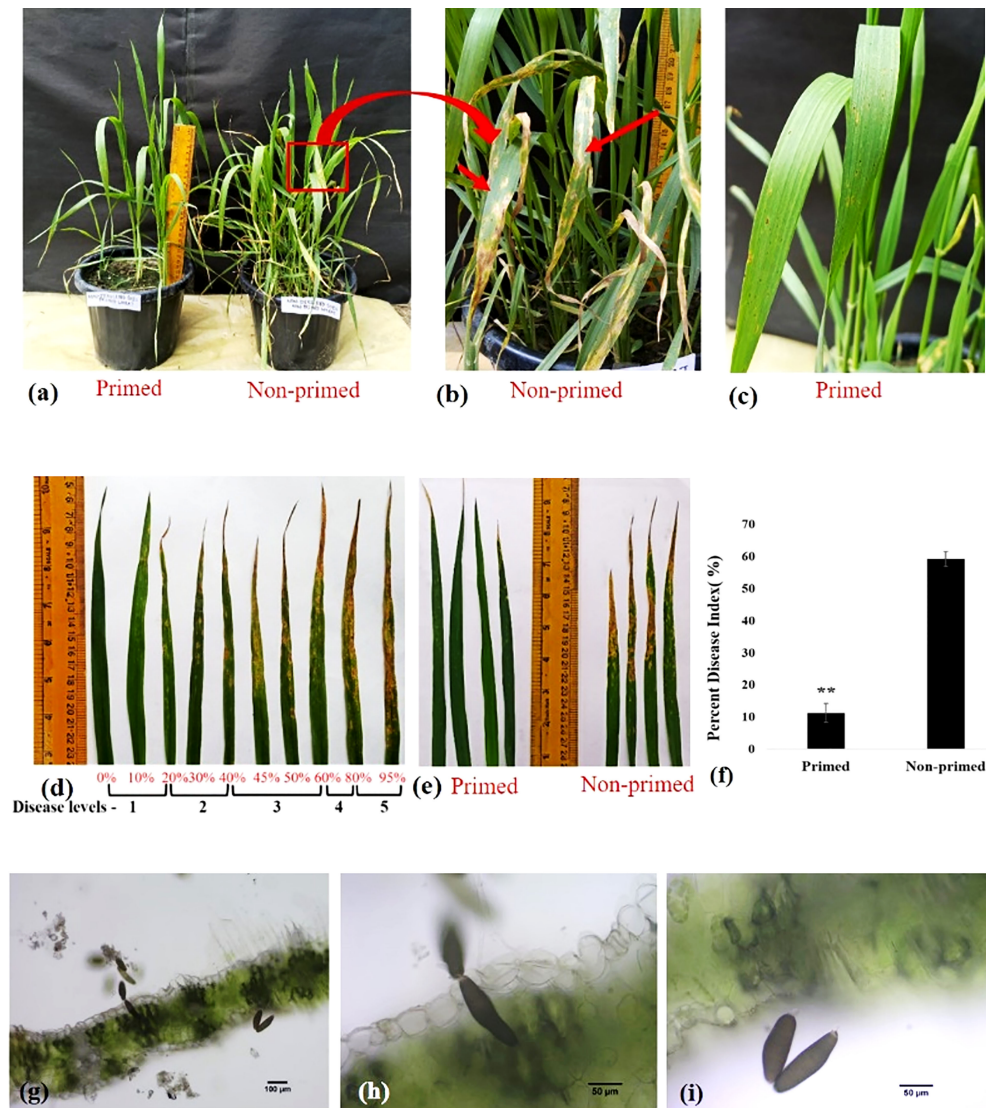 (a) Primed Non-primed
(b) Non-primed
(c) Primed
(d) 0% 10% 20% 30% 40% 45% 50% 60% 80% 95%
Disease levels - 1 2 3 4 5
(e) Primed Non-primed
Percent Disease Index( %)
70
60
50
40
30
20
10
0
**
Primed Non-primed
(f)
(g) 100 µm
(h) 50 µm
(i) 50 µm